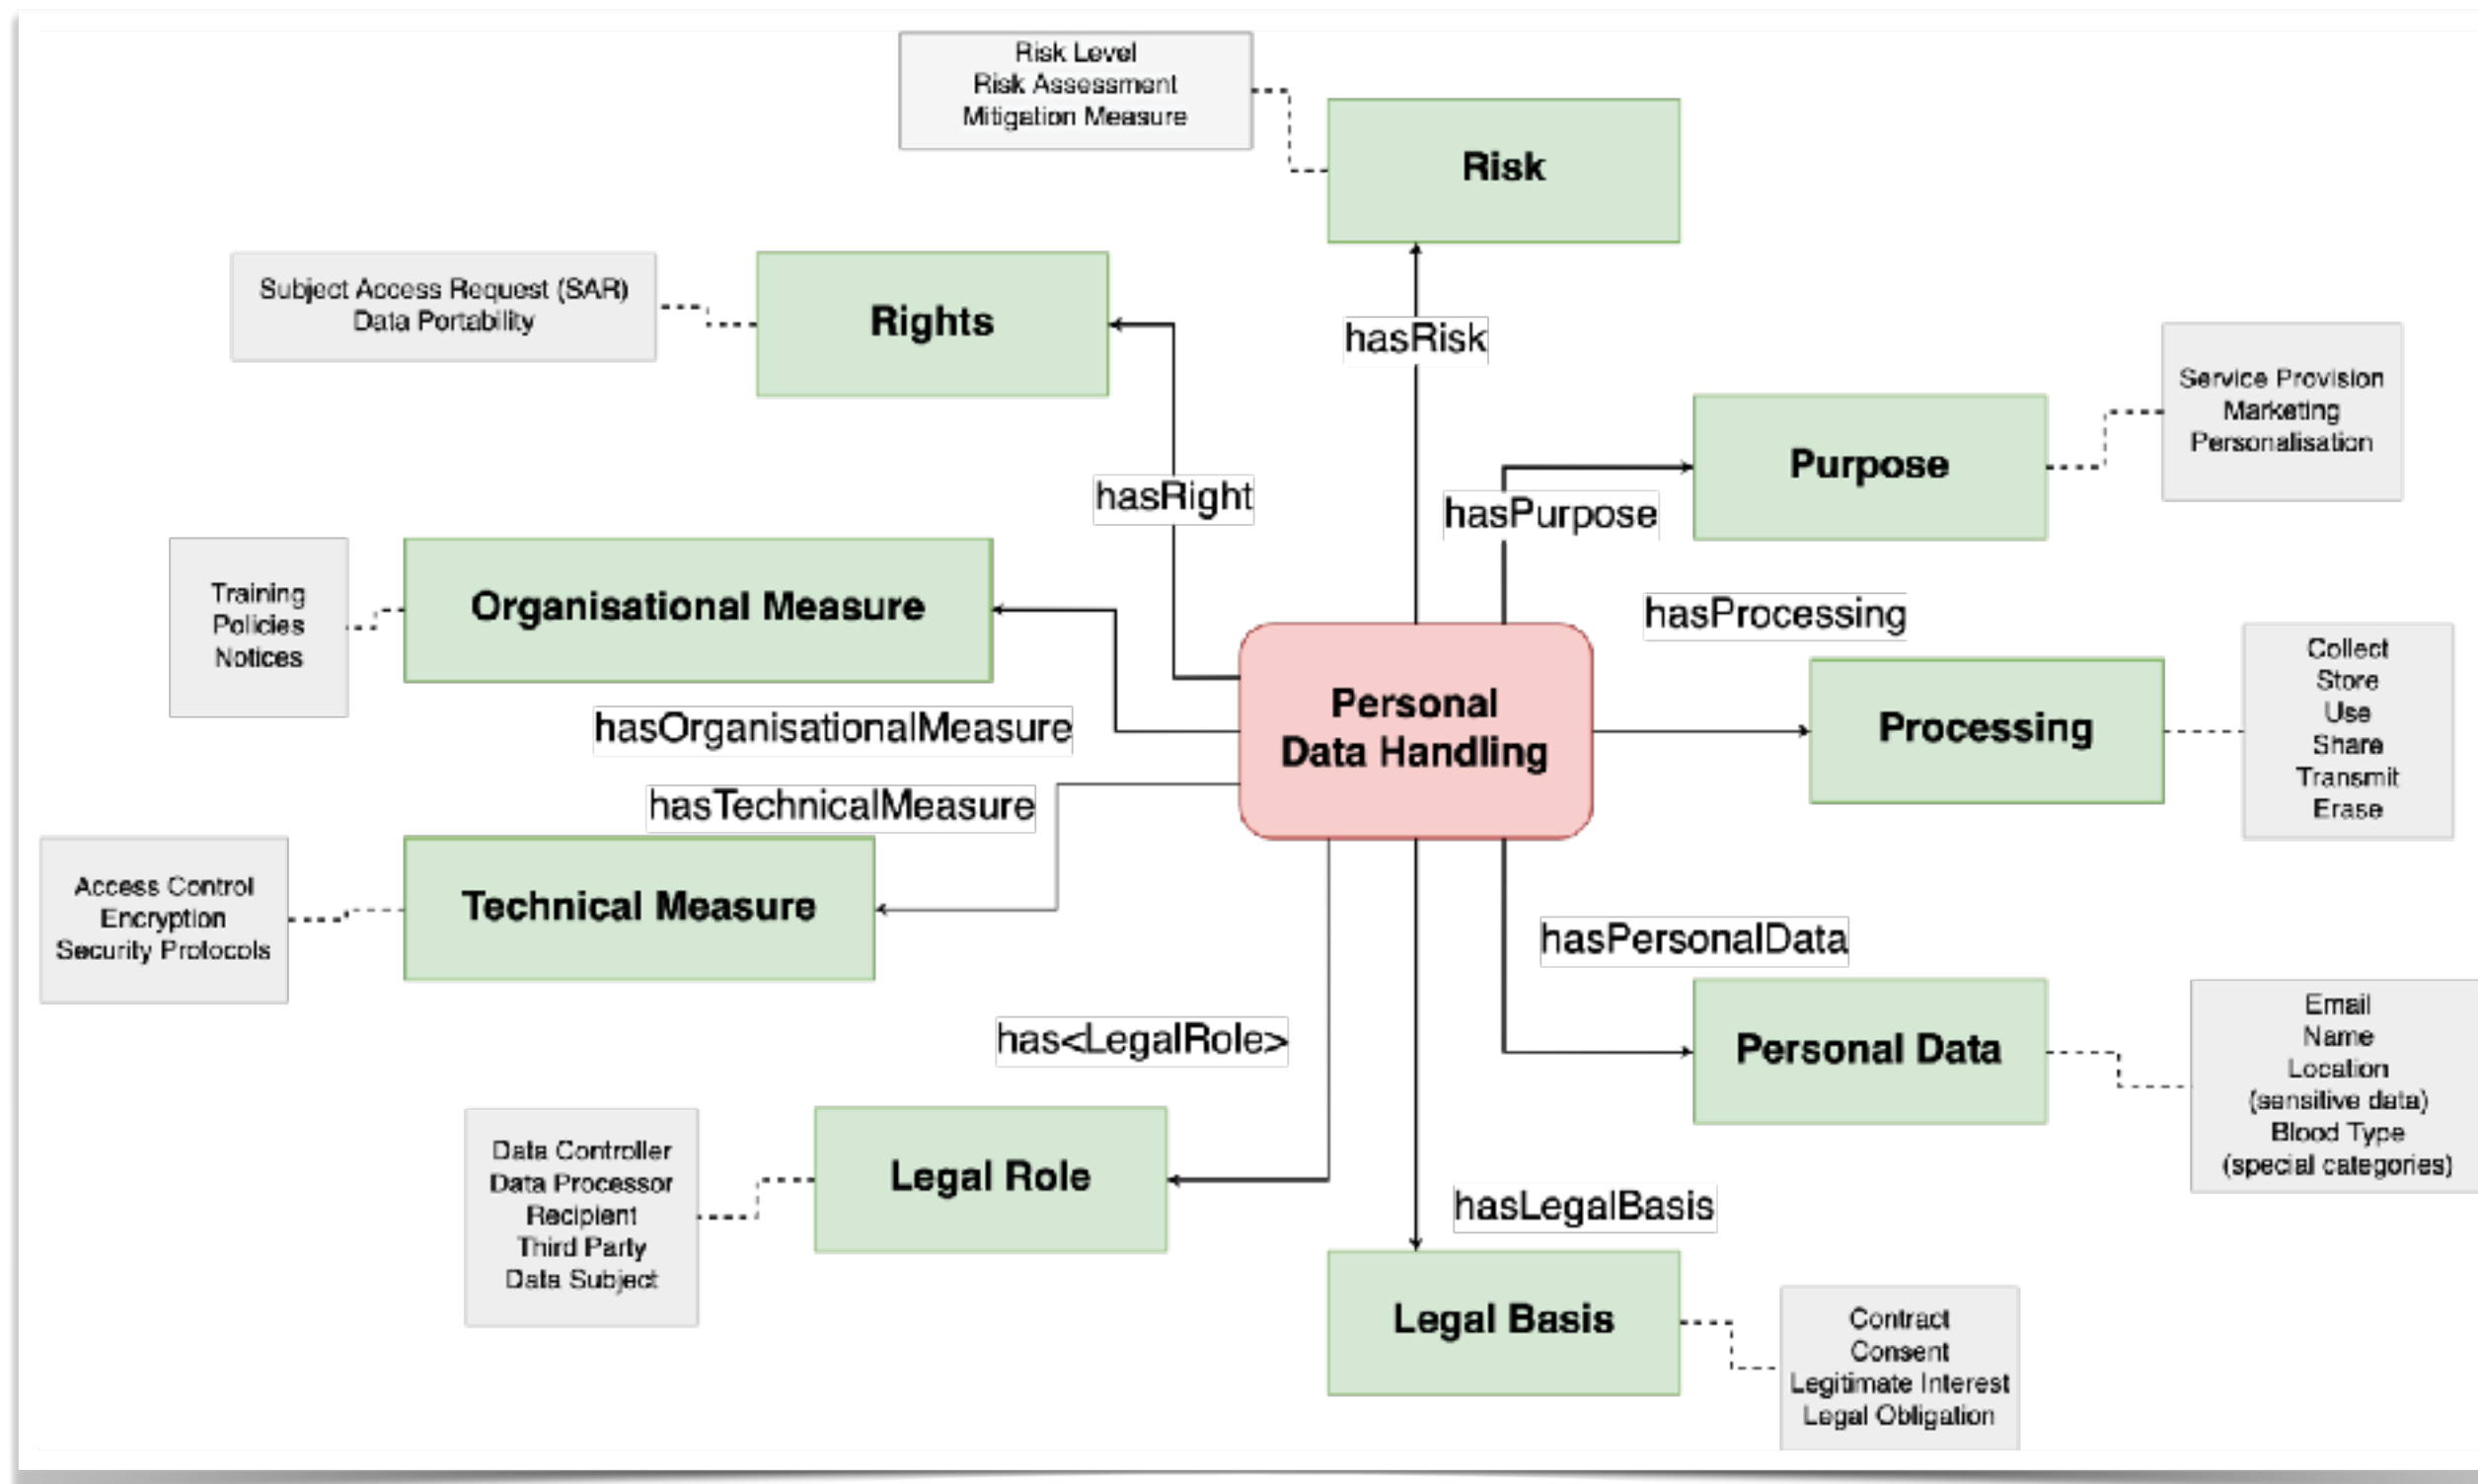 Risk Level
Risk Assessment
Mitigation Measure
Risk
Subject Access Request (SAR)
Data Portability
Rights
hasRisk
Service Provision
Marketing
Personalisation
Purpose
hasRight
hasPurpose
Training
Policies
Notices
Organisational Measure
hasProcessing
Collect
Store
Use
Share
Transmit
Erase
Processing
Personal
Data Handling
hasOrganisationalMeasure
hasTechnicalMeasure
Access Control
Encryption
Security Protocols
Technical Measure
hasPersonalData
Personal Data
Email
Name
Location
(sensitive data)
Blood Type
(special categories)
has<LegalRole>
Data Controller
Data Processor
Recipient
Third Party
Data Subject
Legal Role
hasLegalBasis
Legal Basis
Contract
Consent
Legitimate Interest
Legal Obligation